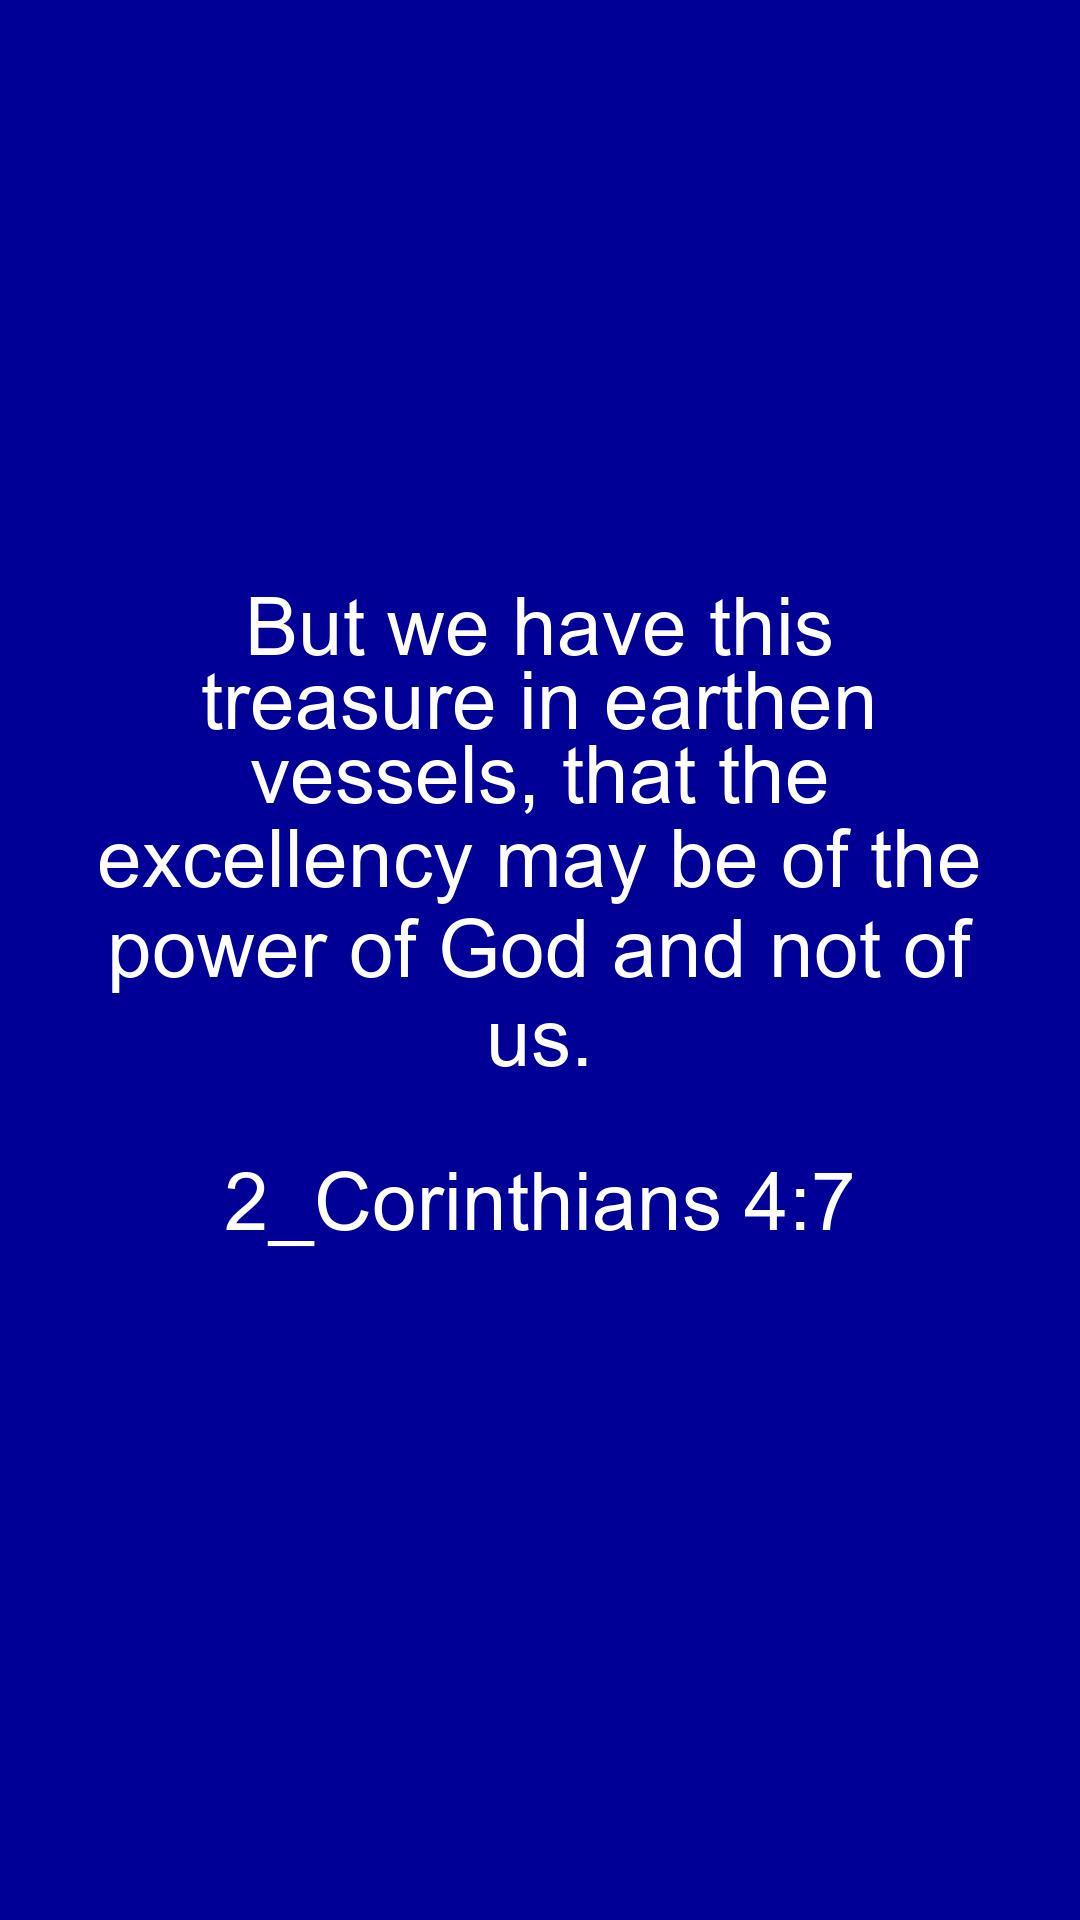 But we have this
treasure in earthen
vessels, that the
excellency may be of the
power of God and not of
us.
2_Corinthians 4:7